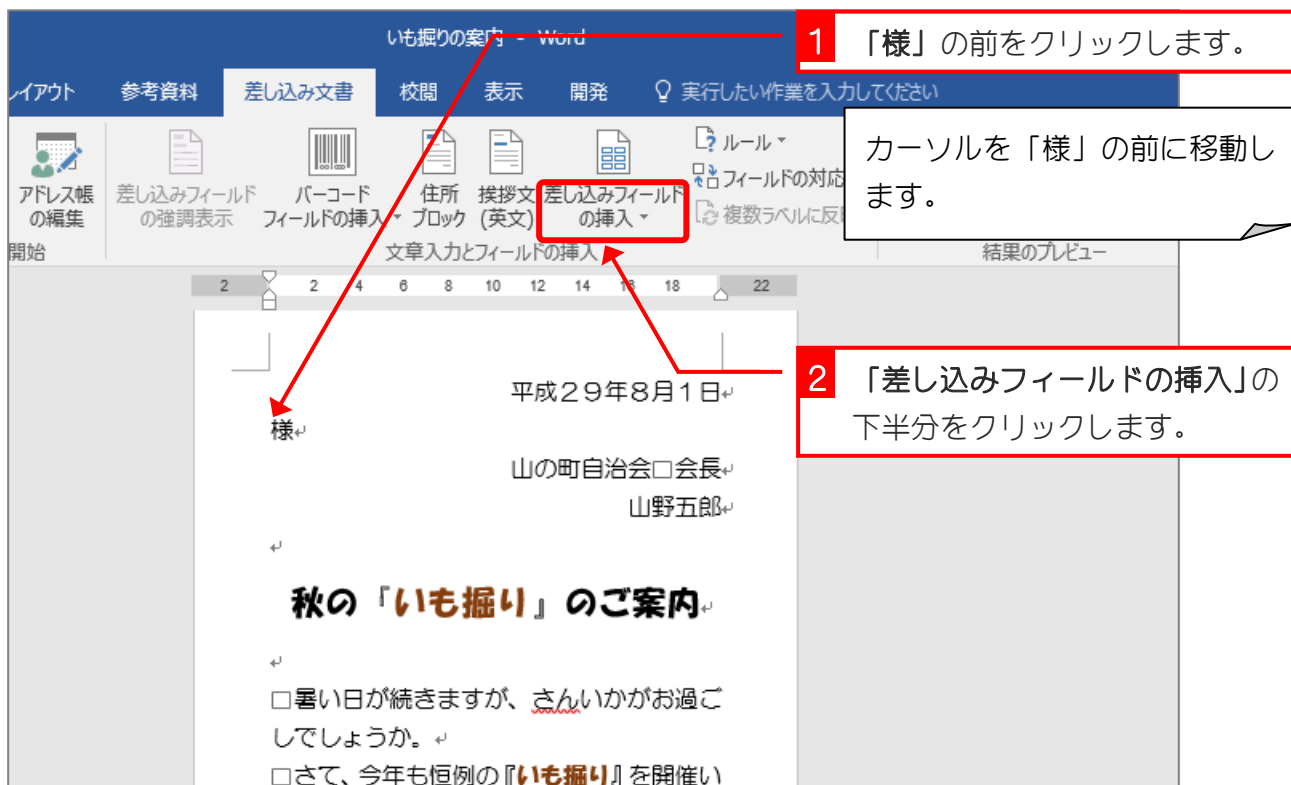 いも掘りの案内 - Word
1 「様」の前をクリックします。
レイアウト 参考資料 差し込み文書 校閲 表示 開発 実行したい作業を入力してください
カーソルを「様」の前に移動し
ます。
アドレス帳
の編集
差し込みフィールド
の強調表示
バーコード
フィールドの挿入
住所
ブロック
挨拶文
(英文)
差し込みフィールド
の挿入
ルール
フィールドの対応
複数ラベルに反
開始 文章入力とフィールドの挿入 結果のプレビュー
2 2 4 6 8 10 12 14 16 18 22
平成29年8月1日
2 「差し込みフィールドの挿入」の
下半分をクリックします。
様
山の町自治会□会長
山野五郎
秋の『いも掘り』のご案内
□暑い日が続きますが、さんいかがお過ご
しでしょうか。
□さて、今年も恒例の『いも掘り』を開催い